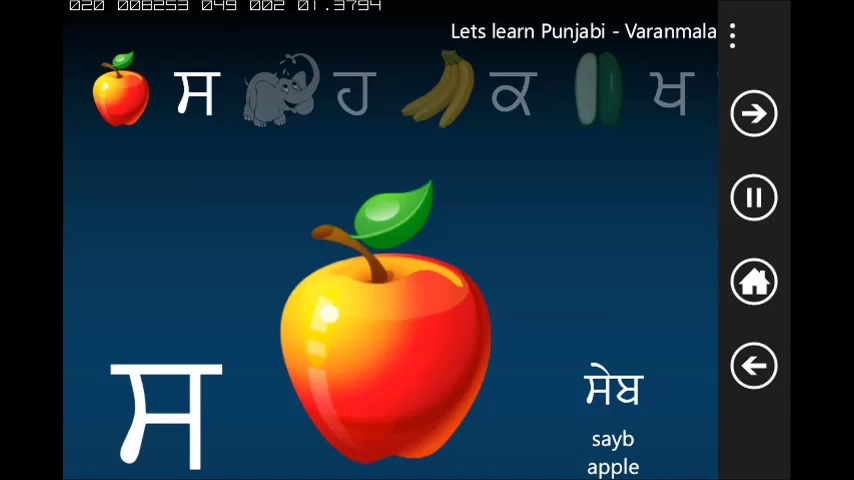 020 008253 049 002 01.3794
Lets learn Punjabi - Varanmala
ਸ ਹ ਕ ਖ
ਸ
ਸੇਬ
sayb
apple